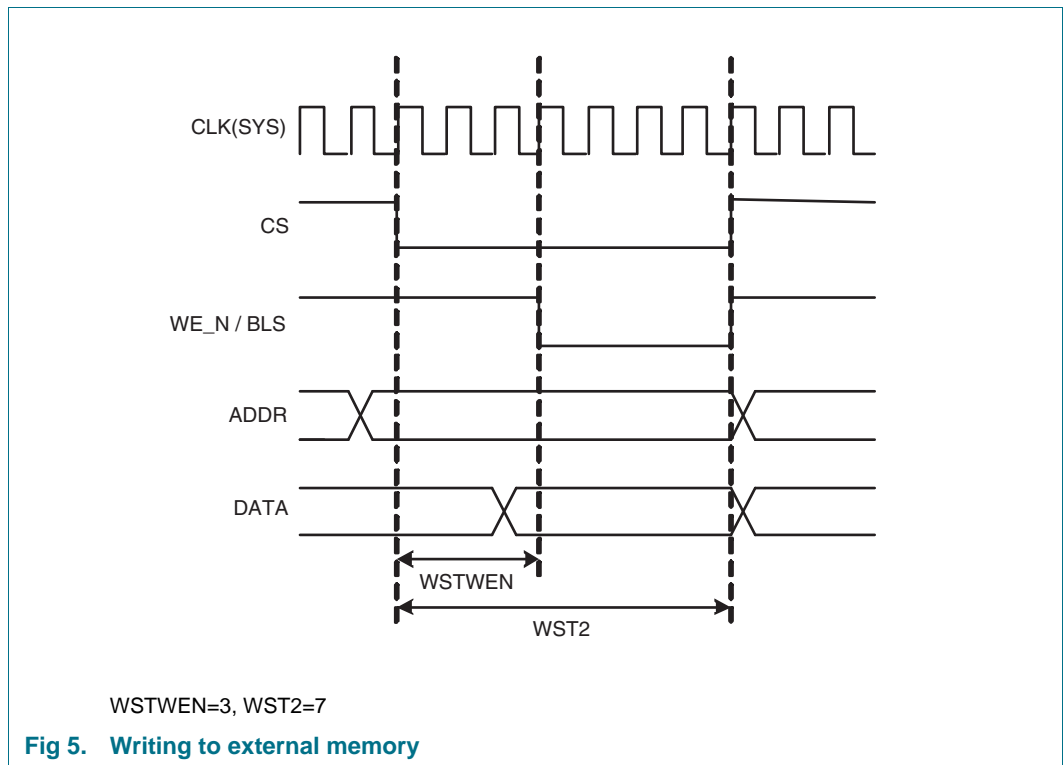 CLK(SYS)
CS
WE_N / BLS
ADDR
DATA
WSTWEN
WST2
WSTWEN=3, WST2=7
Fig 5. Writing to external memory